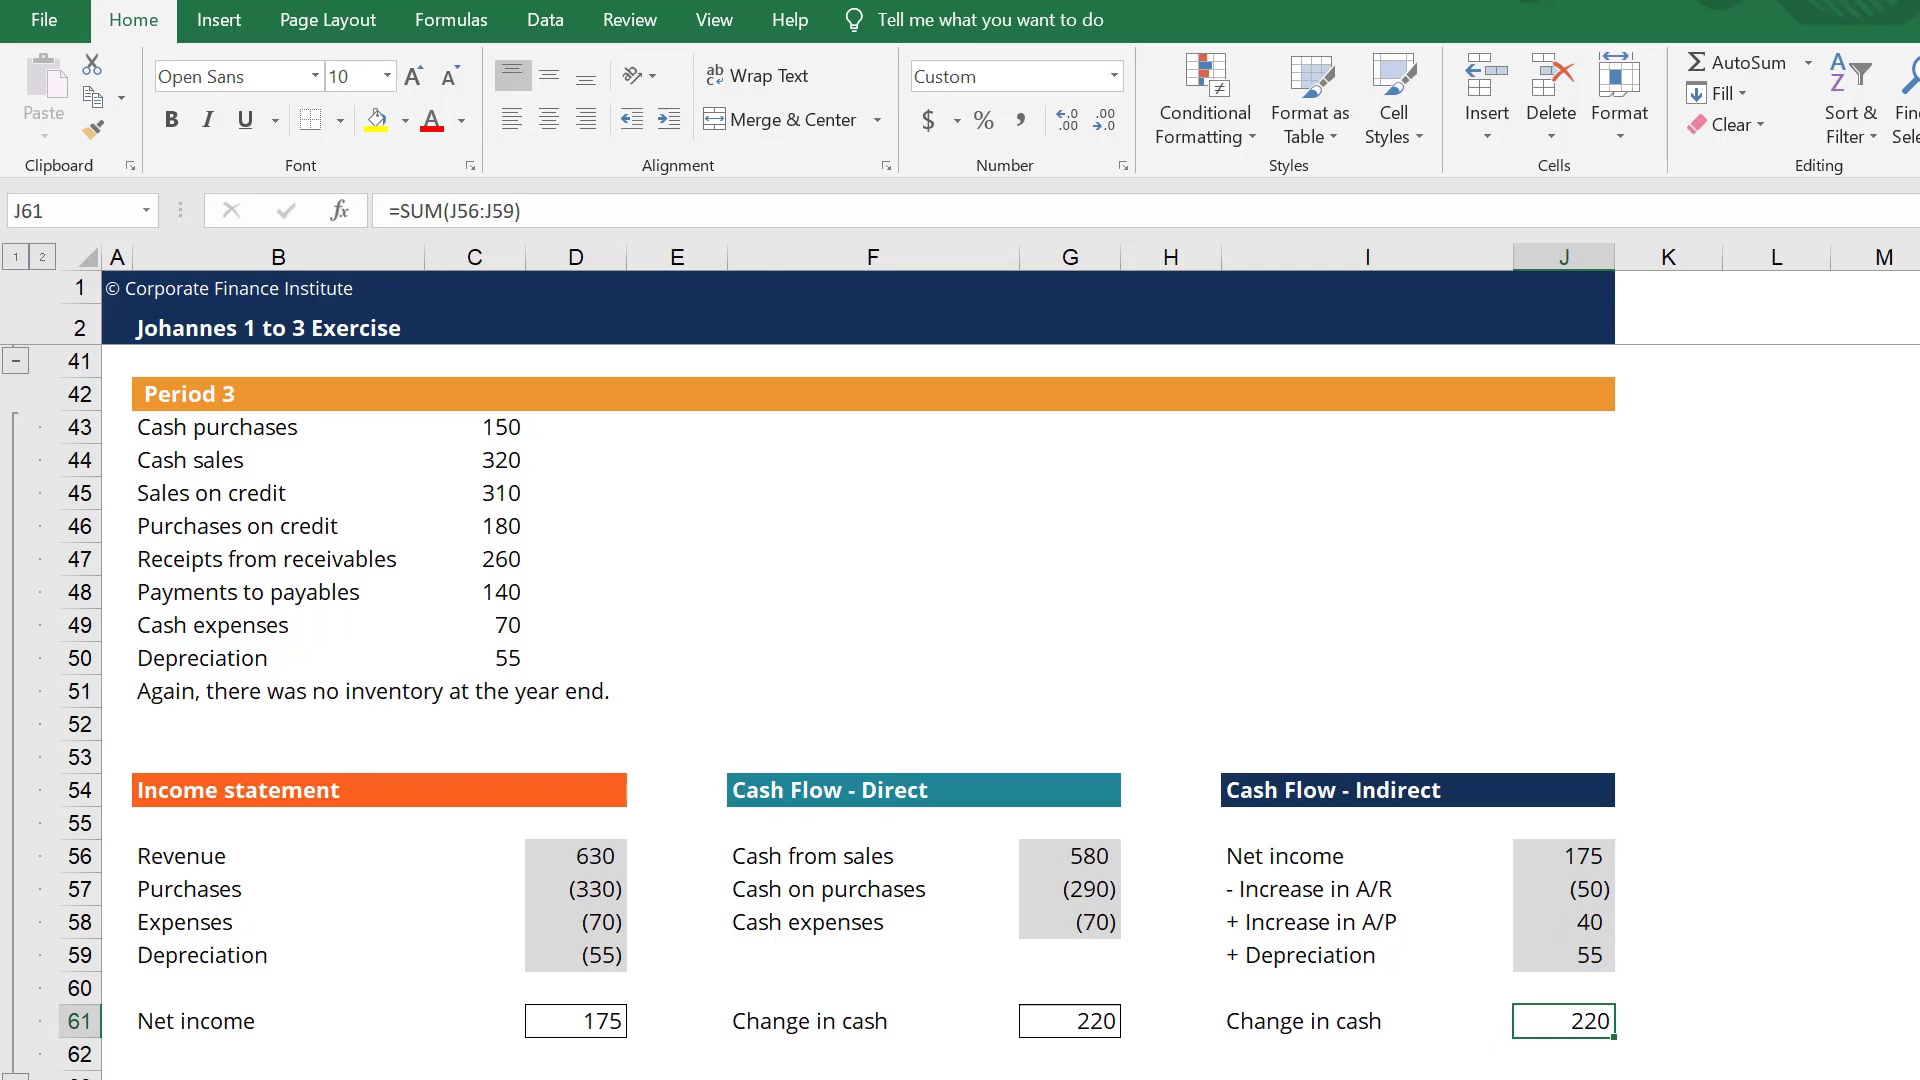 File Home Insert Page Layout Formulas Data Review View Help Tell me what you want to do
Open Sans 10 A A ab Wrap Text Custom AutoSum
Paste Fill
B I U A Merge & Center $ % , Conditional Formatting Format as Table Cell Styles Insert Delete Format Clear Sort & Filter
Clipboard Font Alignment Number Styles Cells Editing
J61 fx =SUM(J56:J59)
1 2 A B C D E F G H I J K L M
1 © Corporate Finance Institute
2 Johannes 1 to 3 Exercise
41
42 Period 3
43 Cash purchases 150
44 Cash sales 320
45 Sales on credit 310
46 Purchases on credit 180
47 Receipts from receivables 260
48 Payments to payables 140
49 Cash expenses 70
50 Depreciation 55
51 Again, there was no inventory at the year end.
52
53
54 Income statement Cash Flow - Direct Cash Flow - Indirect
55
56 Revenue 630 Cash from sales 580 Net income 175
57 Purchases (330) Cash on purchases (290) - Increase in A/R (50)
58 Expenses (70) Cash expenses (70) + Increase in A/P 40
59 Depreciation (55) + Depreciation 55
60
61 Net income 175 Change in cash 220 Change in cash 220
62